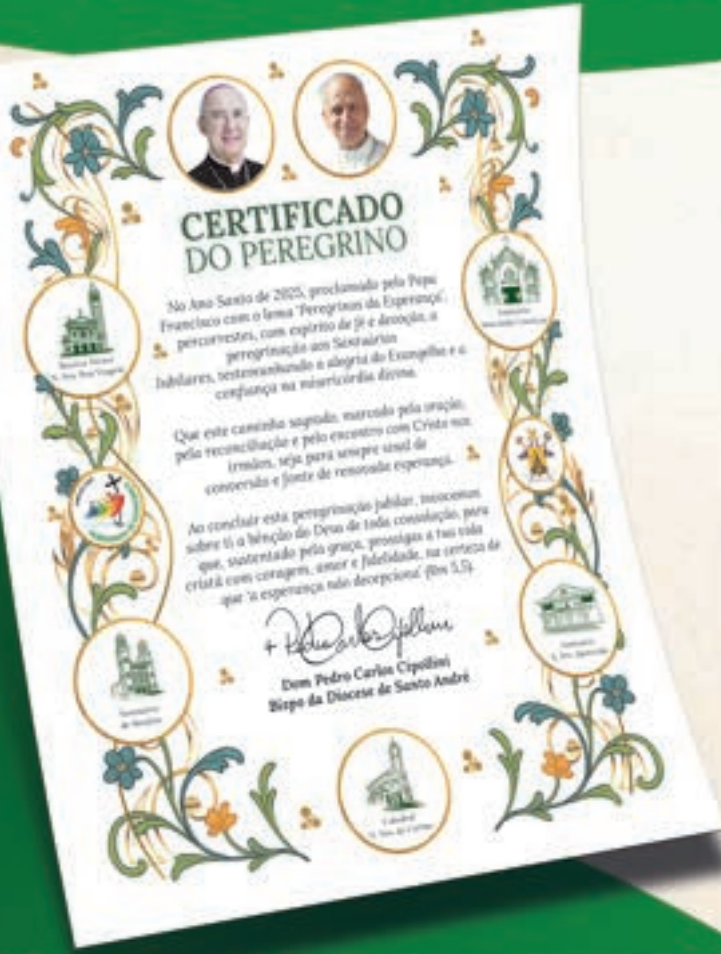 CERTIFICADO
DO PEREGRINO
No Ano Santo de 2025, proclamado pelo Papa
Francisco com o lema 'Peregrinos da Esperança',
percorrestes, com espírito de fé e devoção, a
peregrinação aos Santuários
Jubilares, testemunhando a alegria do Evangelho e a
confiança na misericórdia divina.
Que este caminho sagrado, marcado pela oração,
pela reconciliação e pelo encontro com Cristo nos
irmãos, seja para sempre sinal de
conversão e fonte de renovada esperança.
Ao concluir esta peregrinação jubilar, invocamos
sobre ti a bênção do Deus de toda consolação, para
que, sustentado pela graça, prossigas a tua vida
cristã com coragem, amor e fidelidade, na certeza de
que 'a esperança não decepciona' (Rm 5,5).
Dom Pedro Carlos Cipollini
Bispo da Diocese de Santo André
Catedral